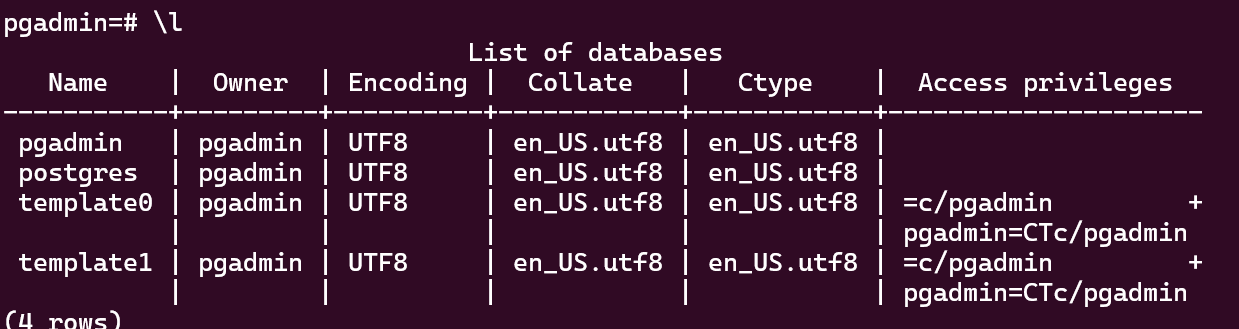 pgadmin=# \l
                               List of databases
   Name    |  Owner  | Encoding |  Collate   |   Ctype    |  Access privileges
-----------+---------+----------+------------+------------+---------------------
 pgadmin   | pgadmin | UTF8     | en_US.utf8 | en_US.utf8 |
 postgres  | pgadmin | UTF8     | en_US.utf8 | en_US.utf8 |
 template0 | pgadmin | UTF8     | en_US.utf8 | en_US.utf8 | =c/pgadmin         +
           |         |          |            |            | pgadmin=CTc/pgadmin
 template1 | pgadmin | UTF8     | en_US.utf8 | en_US.utf8 | =c/pgadmin         +
           |         |          |            |            | pgadmin=CTc/pgadmin
(4 rows)